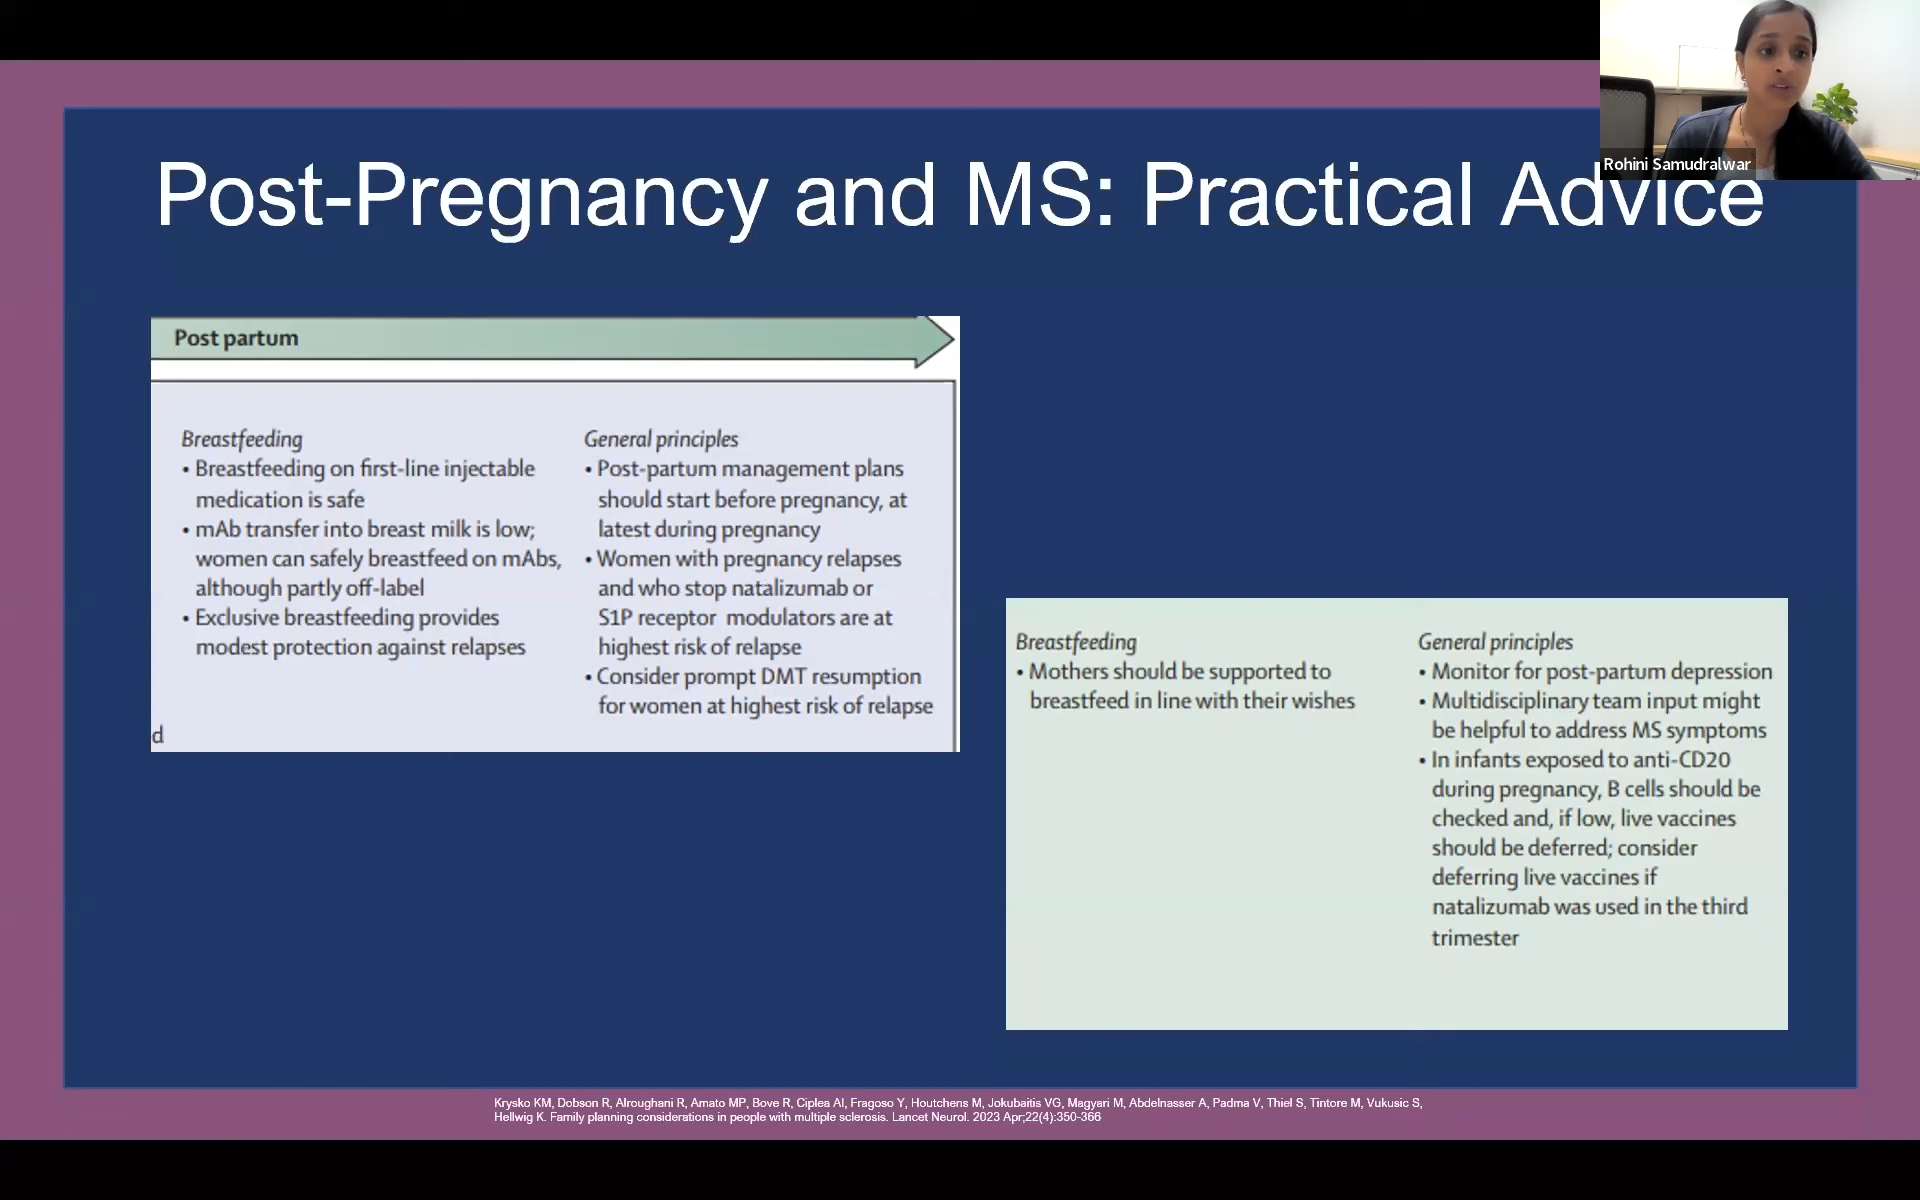 Rohini Samudralwar
Post-Pregnancy and MS: Practical Advice
Post partum
Breastfeeding
• Breastfeeding on first-line injectable
medication is safe
• mAb transfer into breast milk is low;
women can safely breastfeed on mAbs,
although partly off-label
• Exclusive breastfeeding provides
modest protection against relapses
d
General principles
• Post-partum management plans
should start before pregnancy, at
latest during pregnancy
• Women with pregnancy relapses
and who stop natalizumab or
S1P receptor modulators are at
highest risk of relapse
• Consider prompt DMT resumption
for women at highest risk of relapse
Breastfeeding
• Mothers should be supported to
breastfeed in line with their wishes
General principles
• Monitor for post-partum depression
• Multidisciplinary team input might
be helpful to address MS symptoms
• In infants exposed to anti-CD20
during pregnancy, B cells should be
checked and, if low, live vaccines
should be deferred; consider
deferring live vaccines if
natalizumab was used in the third
trimester
Krysko KM, Dobson R, Alroughani R, Amato MP, Bove R, Ciplea AI, Fragoso Y, Houtchens M, Jokubaitis VG, Magyari M, Abdelnasser A, Padma V, Thiel S, Tintore M, Vukusic S,
Hellwig K. Family planning considerations in people with multiple sclerosis. Lancet Neurol. 2023 Apr;22(4):350-366